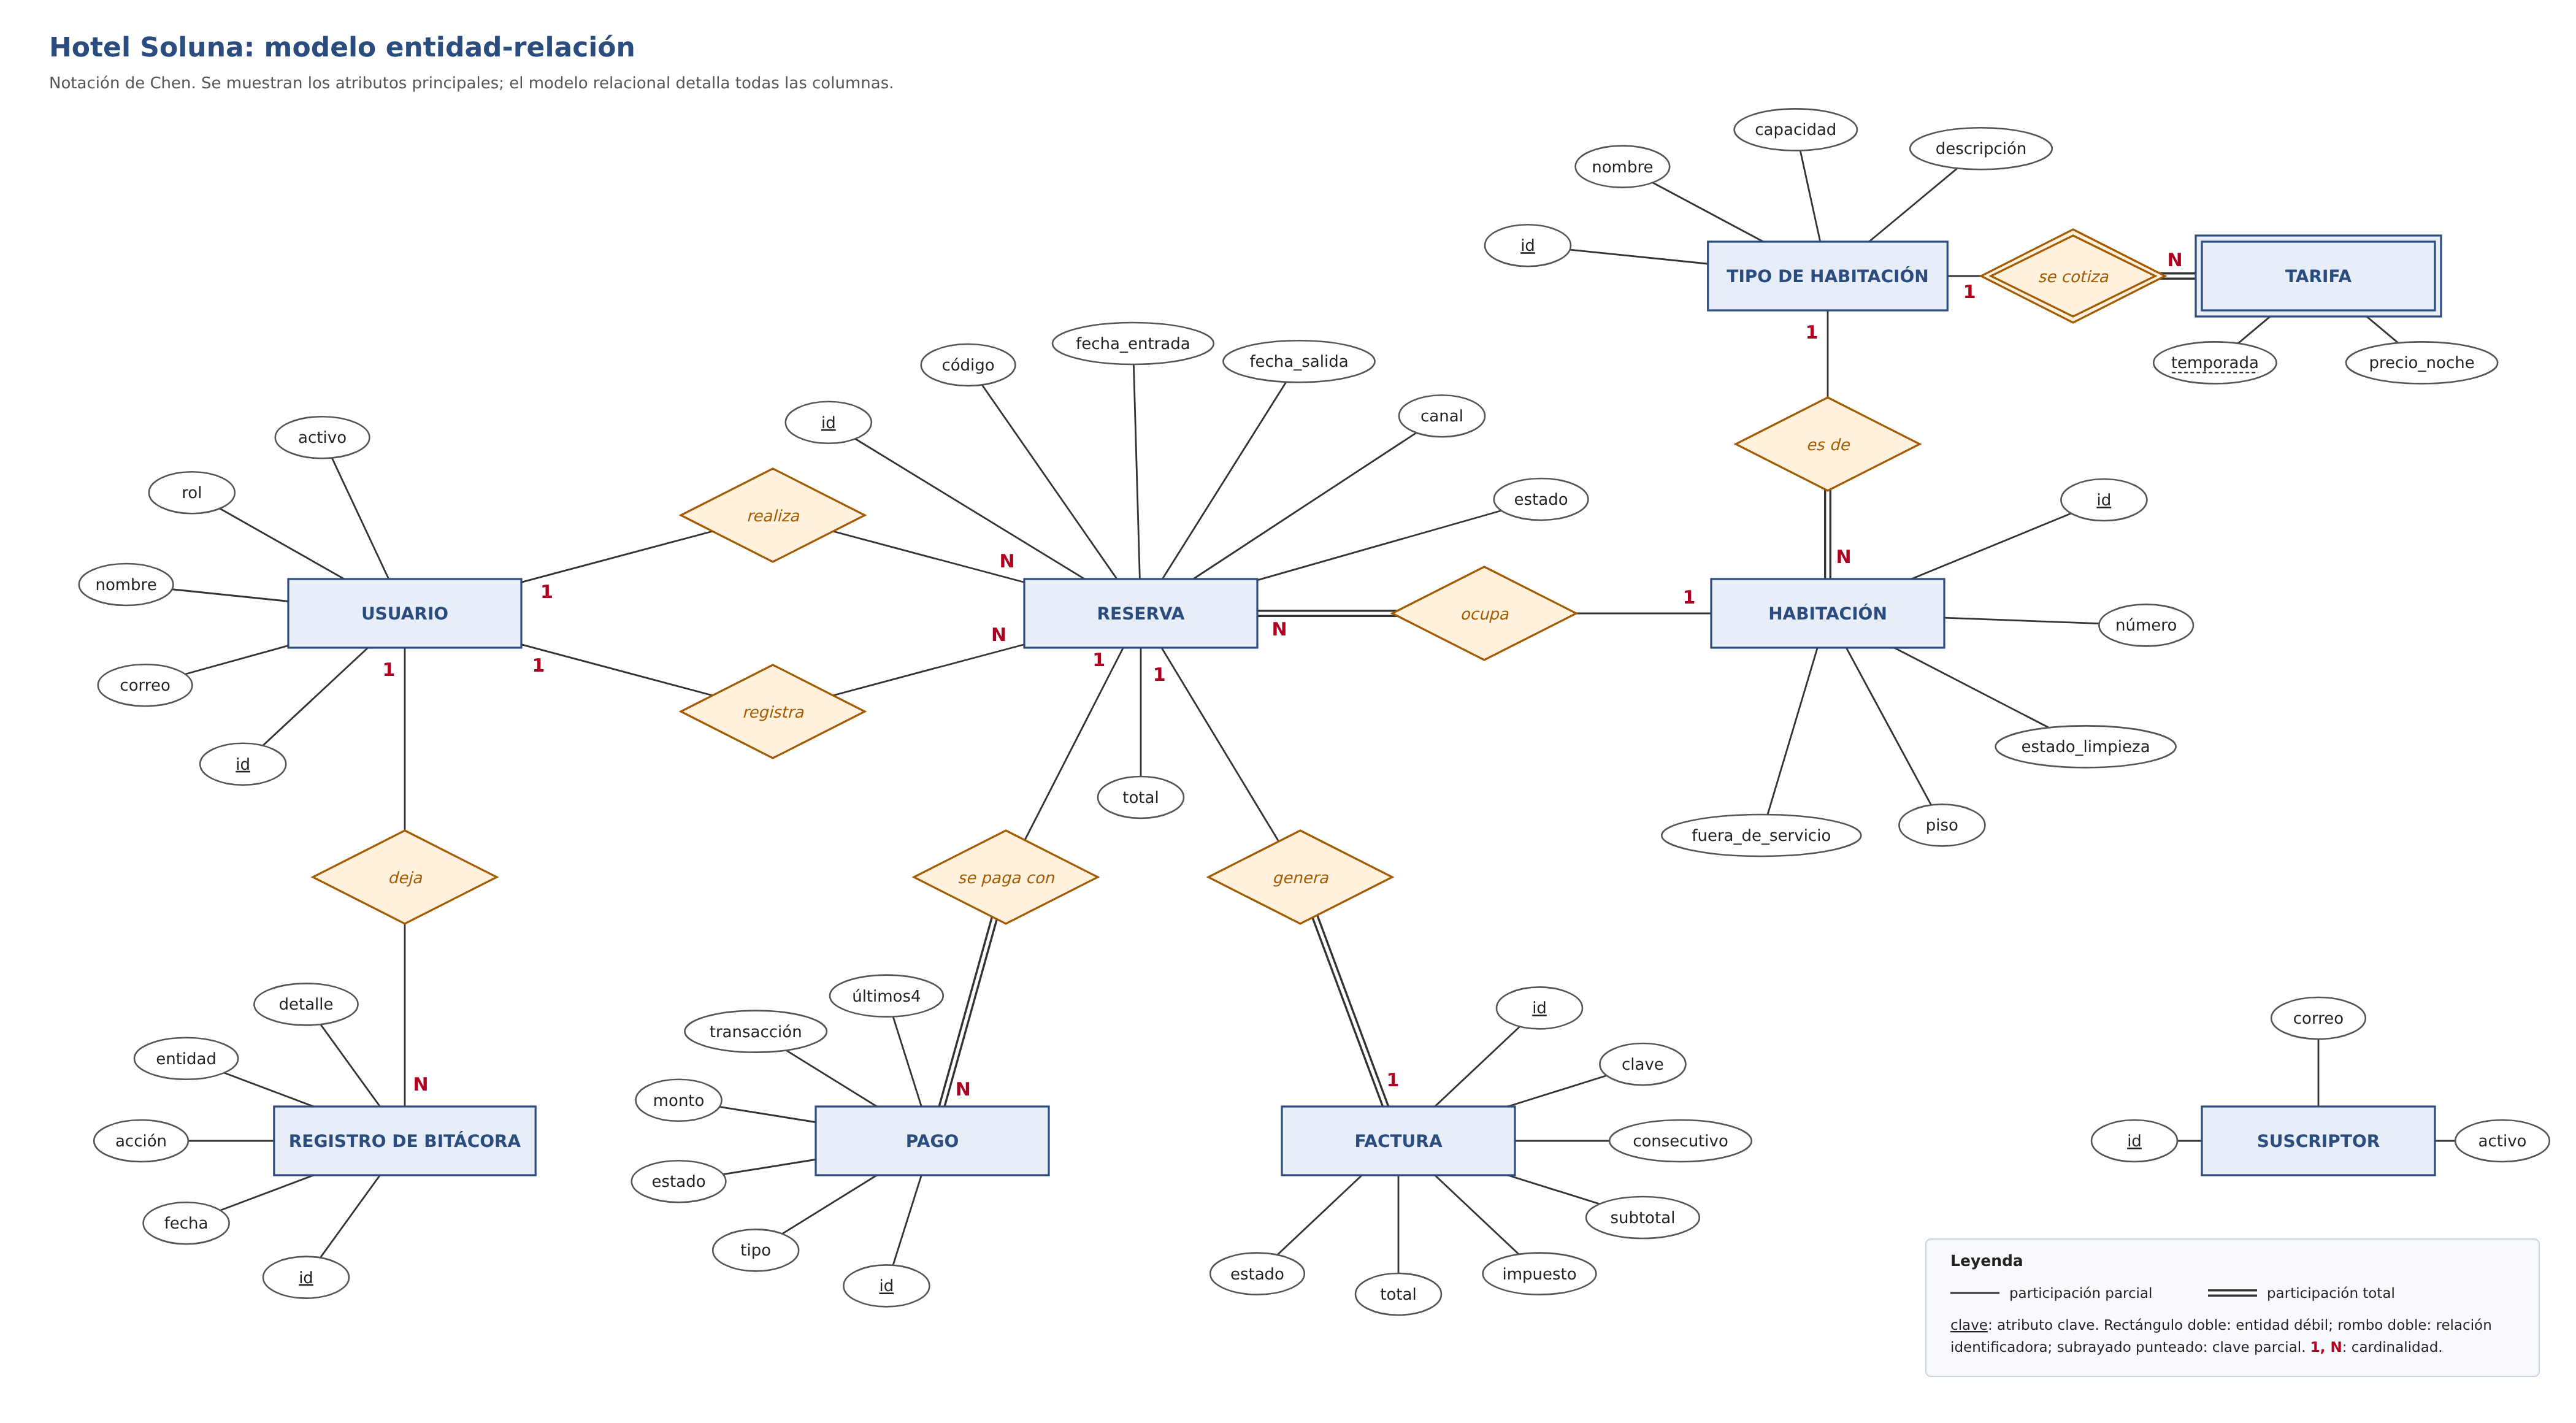 Hotel Soluna: modelo entidad-relación
Notación de Chen. Se muestran los atributos principales; el modelo relacional detalla todas las columnas.
capacidad
descripción
nombre
id
TIPO DE HABITACIÓN
1
se cotiza
N
TARIFA
1
temporada
precio_noche
fecha_entrada
fecha_salida
código
id
canal
estado
es de
N
activo
rol
nombre
correo
id
USUARIO
1
realiza
N
1
registra
N
1
RESERVA
N
ocupa
1
HABITACIÓN
id
número
estado_limpieza
piso
fuera_de_servicio
1
1
total
deja
se paga con
genera
N
detalle
entidad
acción
fecha
id
REGISTRO DE BITÁCORA
últimos4
transacción
monto
estado
tipo
id
N
PAGO
1
FACTURA
id
clave
consecutivo
subtotal
impuesto
total
estado
correo
id
SUSCRIPTOR
activo
Leyenda
participación parcial
participación total
clave: atributo clave. Rectángulo doble: entidad débil; rombo doble: relación
identificadora; subrayado punteado: clave parcial. 1, N: cardinalidad.